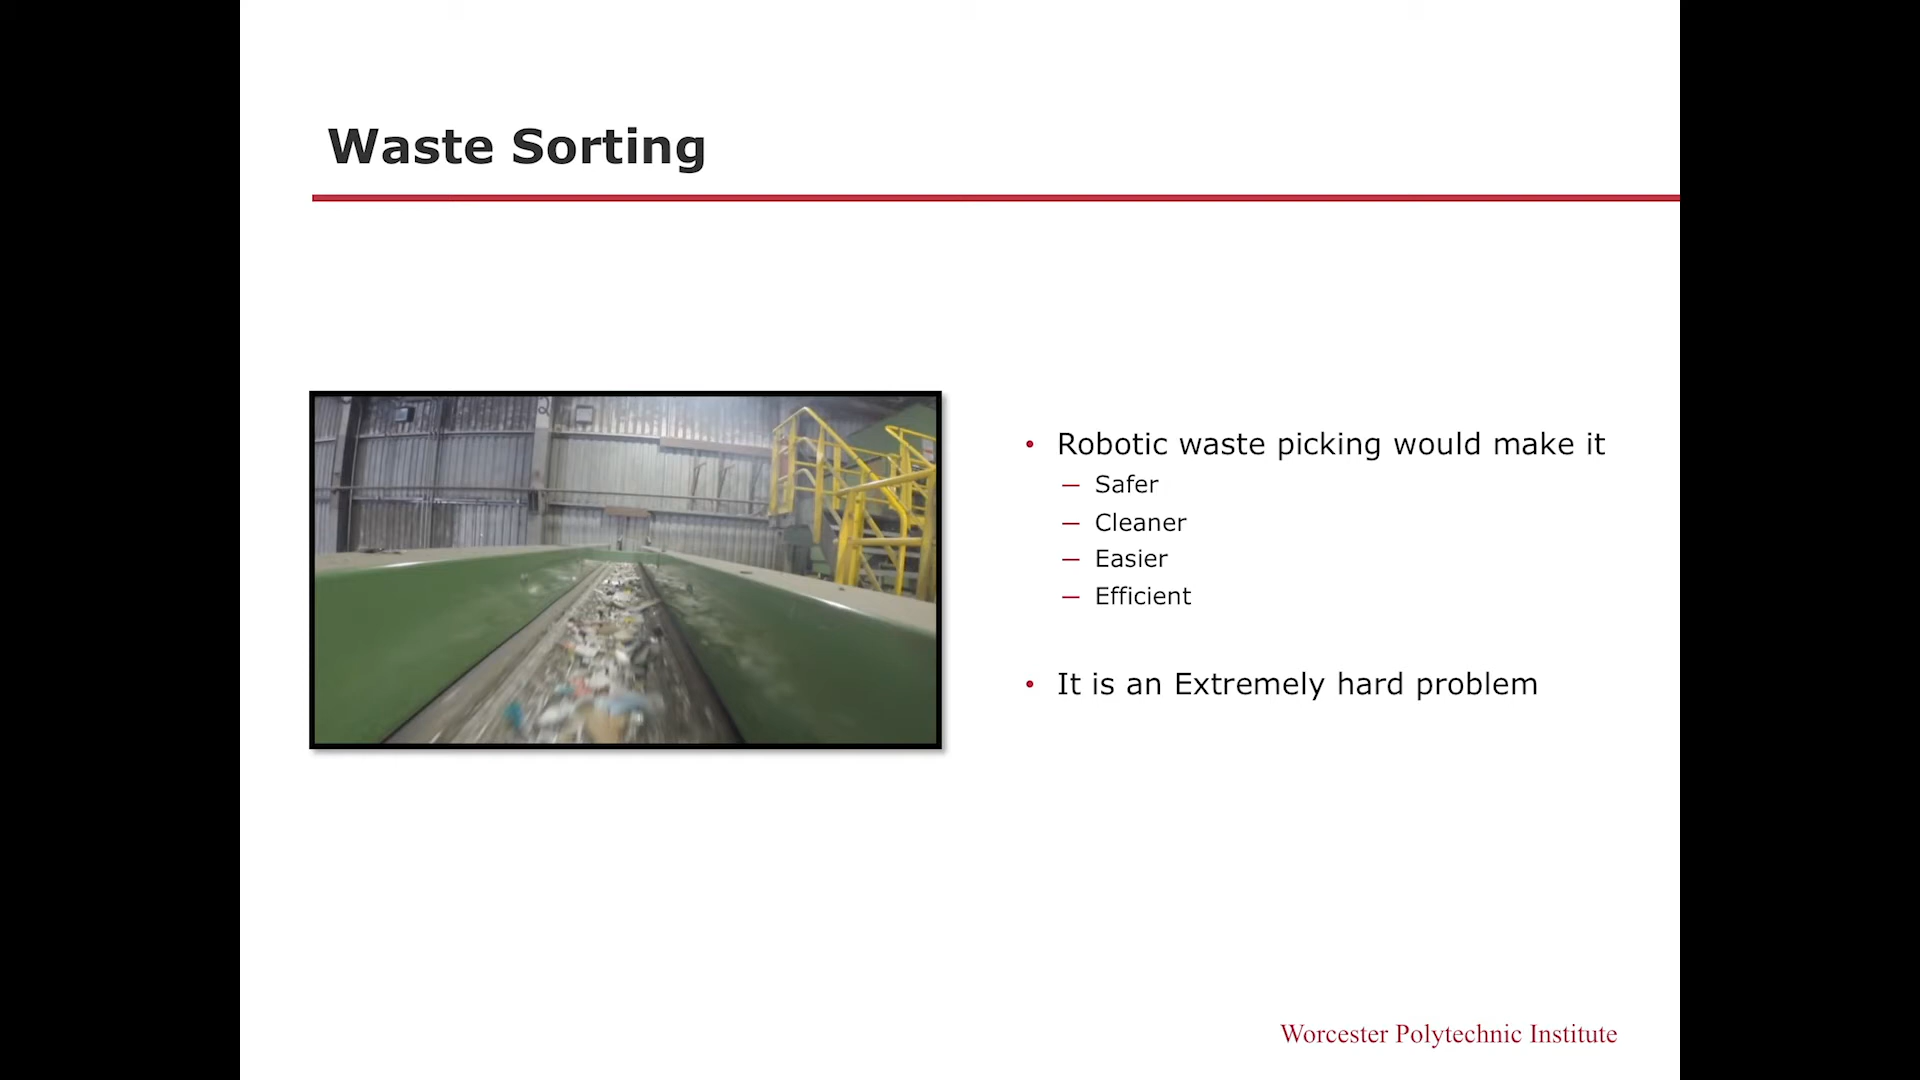 Waste Sorting
• Robotic waste picking would make it
– Safer
– Cleaner
– Easier
– Efficient
• It is an Extremely hard problem
Worcester Polytechnic Institute